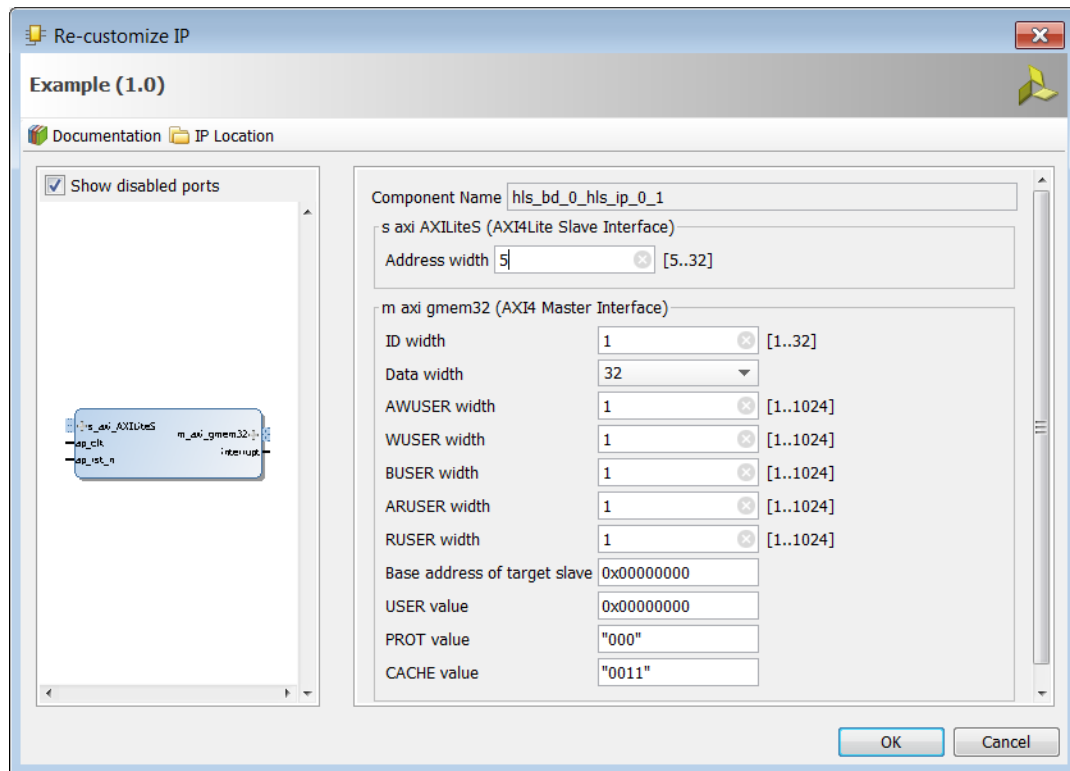 Re-customize IP
Example (1.0)
Documentation IP Location
Show disabled ports
s_axi_AXILiteS
ap_clk
ap_rst_n
m_axi_gmem32
interrupt
Component Name hls_bd_0_hls_ip_0_1
s axi AXILiteS (AXI4Lite Slave Interface)
Address width 5 [5..32]
m axi gmem32 (AXI4 Master Interface)
ID width 1 [1..32]
Data width 32
AWUSER width 1 [1..1024]
WUSER width 1 [1..1024]
BUSER width 1 [1..1024]
ARUSER width 1 [1..1024]
RUSER width 1 [1..1024]
Base address of target slave 0x00000000
USER value 0x00000000
PROT value "000"
CACHE value "0011"
OK Cancel